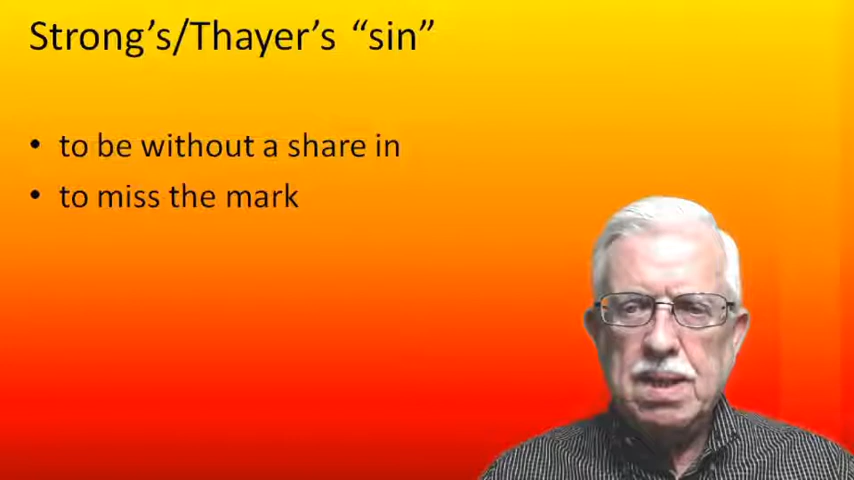 Strong’s/Thayer’s “sin”
• to be without a share in
• to miss the mark